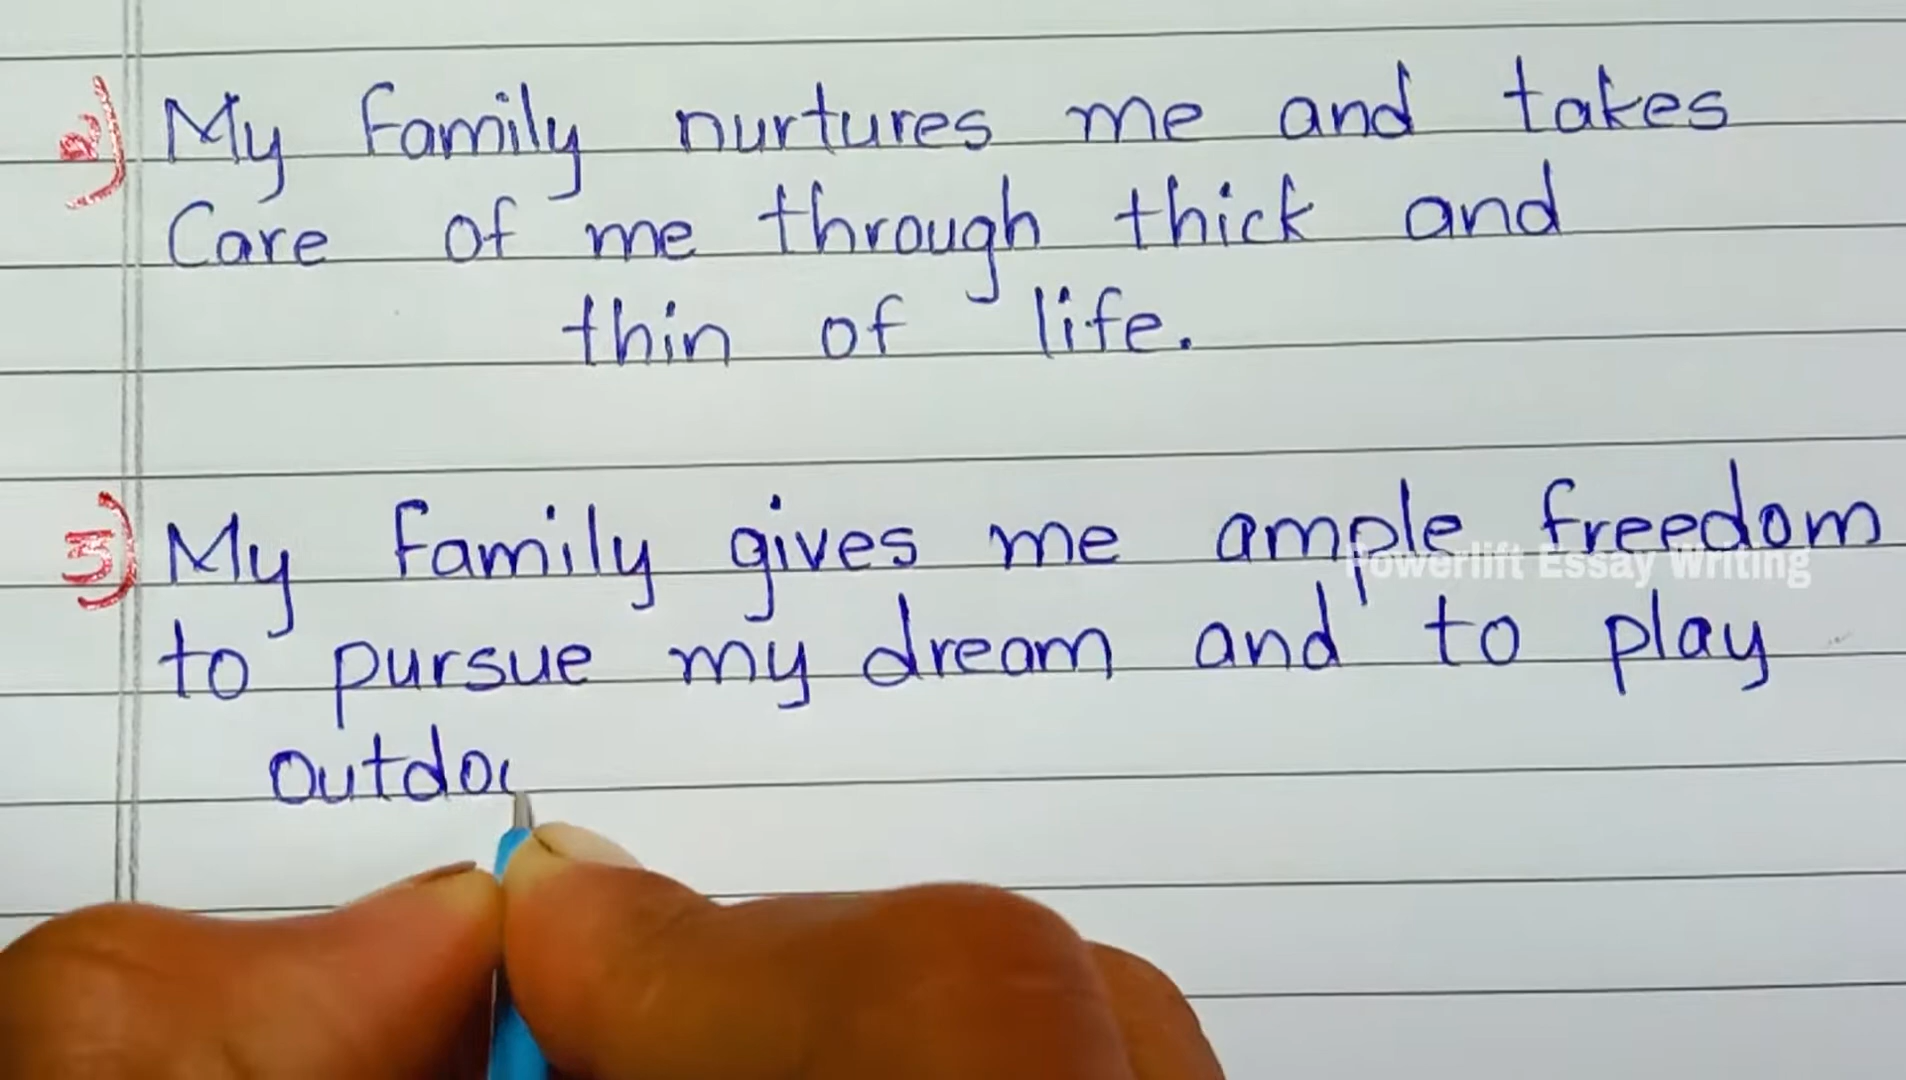 2) My family nurtures me and takes
Care of me through thick and
thin of life.
3) My family gives me ample freedom
Powerlift Essay Writing
to pursue my dream and to play
outdo